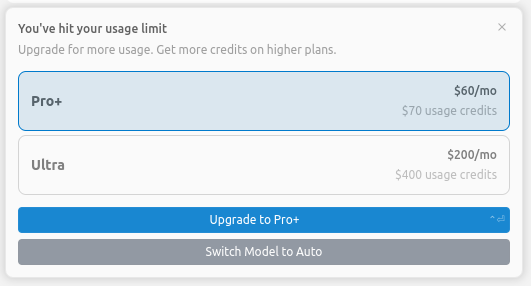 You've hit your usage limit
Upgrade for more usage. Get more credits on higher plans.
Pro+
$60/mo
$70 usage credits
Ultra
$200/mo
$400 usage credits
Upgrade to Pro+ ⌃⏎
Switch Model to Auto